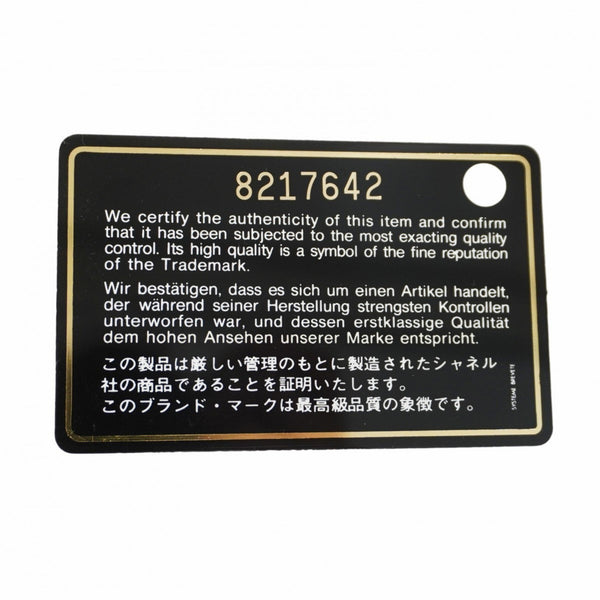 8217642
We certify the authenticity of this item and confirm
that it has been subjected to the most exacting quality
control. Its high quality is a symbol of the fine reputation
of the Trademark.
Wir bestätigen, dass es sich um einen Artikel handelt,
der während seiner Herstellung strengsten Kontrollen
unterworfen war, und dessen erstklassige Qualität
dem hohen Ansehen unserer Marke entspricht.
この製品は厳しい管理のもとに製造されたシャネル
社の商品であることを証明いたします。
このブランド・マークは最高級品質の象徴です。